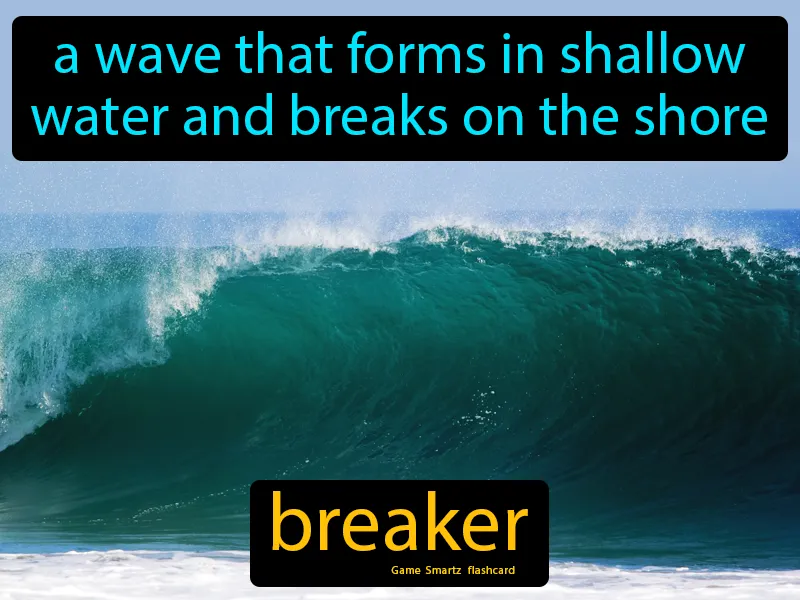 a wave that forms in shallow
water and breaks on the shore
breaker
Game Smartz flashcard